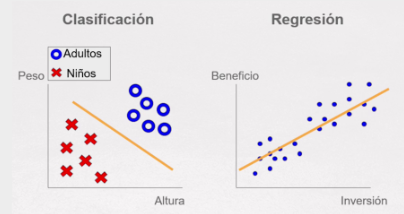 Clasificación
Adultos
Niños
Peso
Altura
Regresión
Beneficio
Inversión